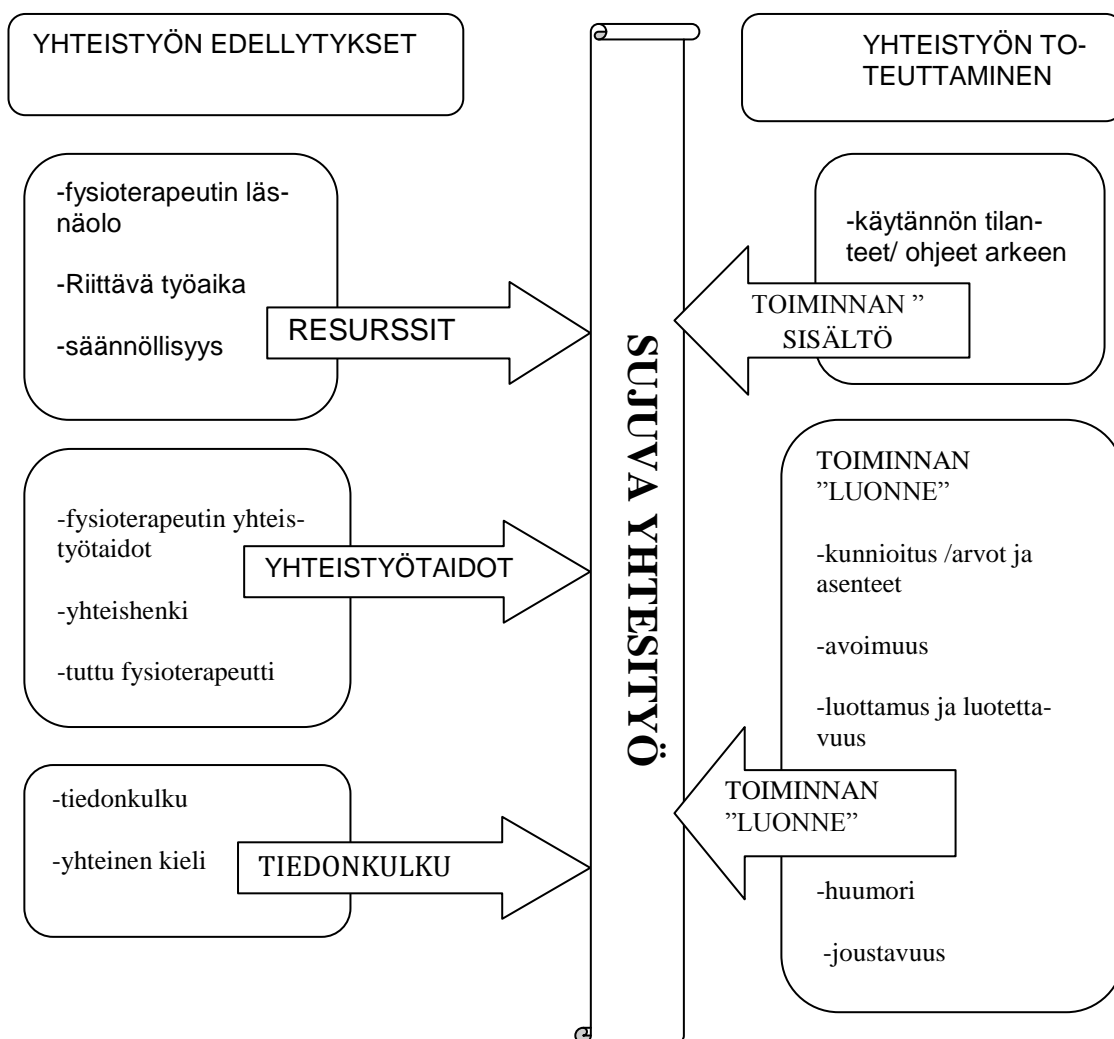 YHTEISTYÖN EDELLYTYKSET
YHTEISTYÖN TO-
TEUTTAMINEN
-fysioterapeutin läs-
näolo
-Riittävä työaika
-säännöllisyys
RESURSSIT
-käytännön tilan-
teet/ ohjeet arkeen
TOIMINNAN ”
SISÄLTÖ
SUJUVA YHTESITYÖ
-fysioterapeutin yhteis-
työtaidot
-yhteishenki
-tuttu fysioterapeutti
YHTEISTYÖTAIDOT
TOIMINNAN
”LUONNE”
-kunnioitus /arvot ja
asenteet
-avoimuus
-luottamus ja luotetta-
vuus
TOIMINNAN
”LUONNE”
-huumori
-joustavuus
-tiedonkulku
-yhteinen kieli
TIEDONKULKU